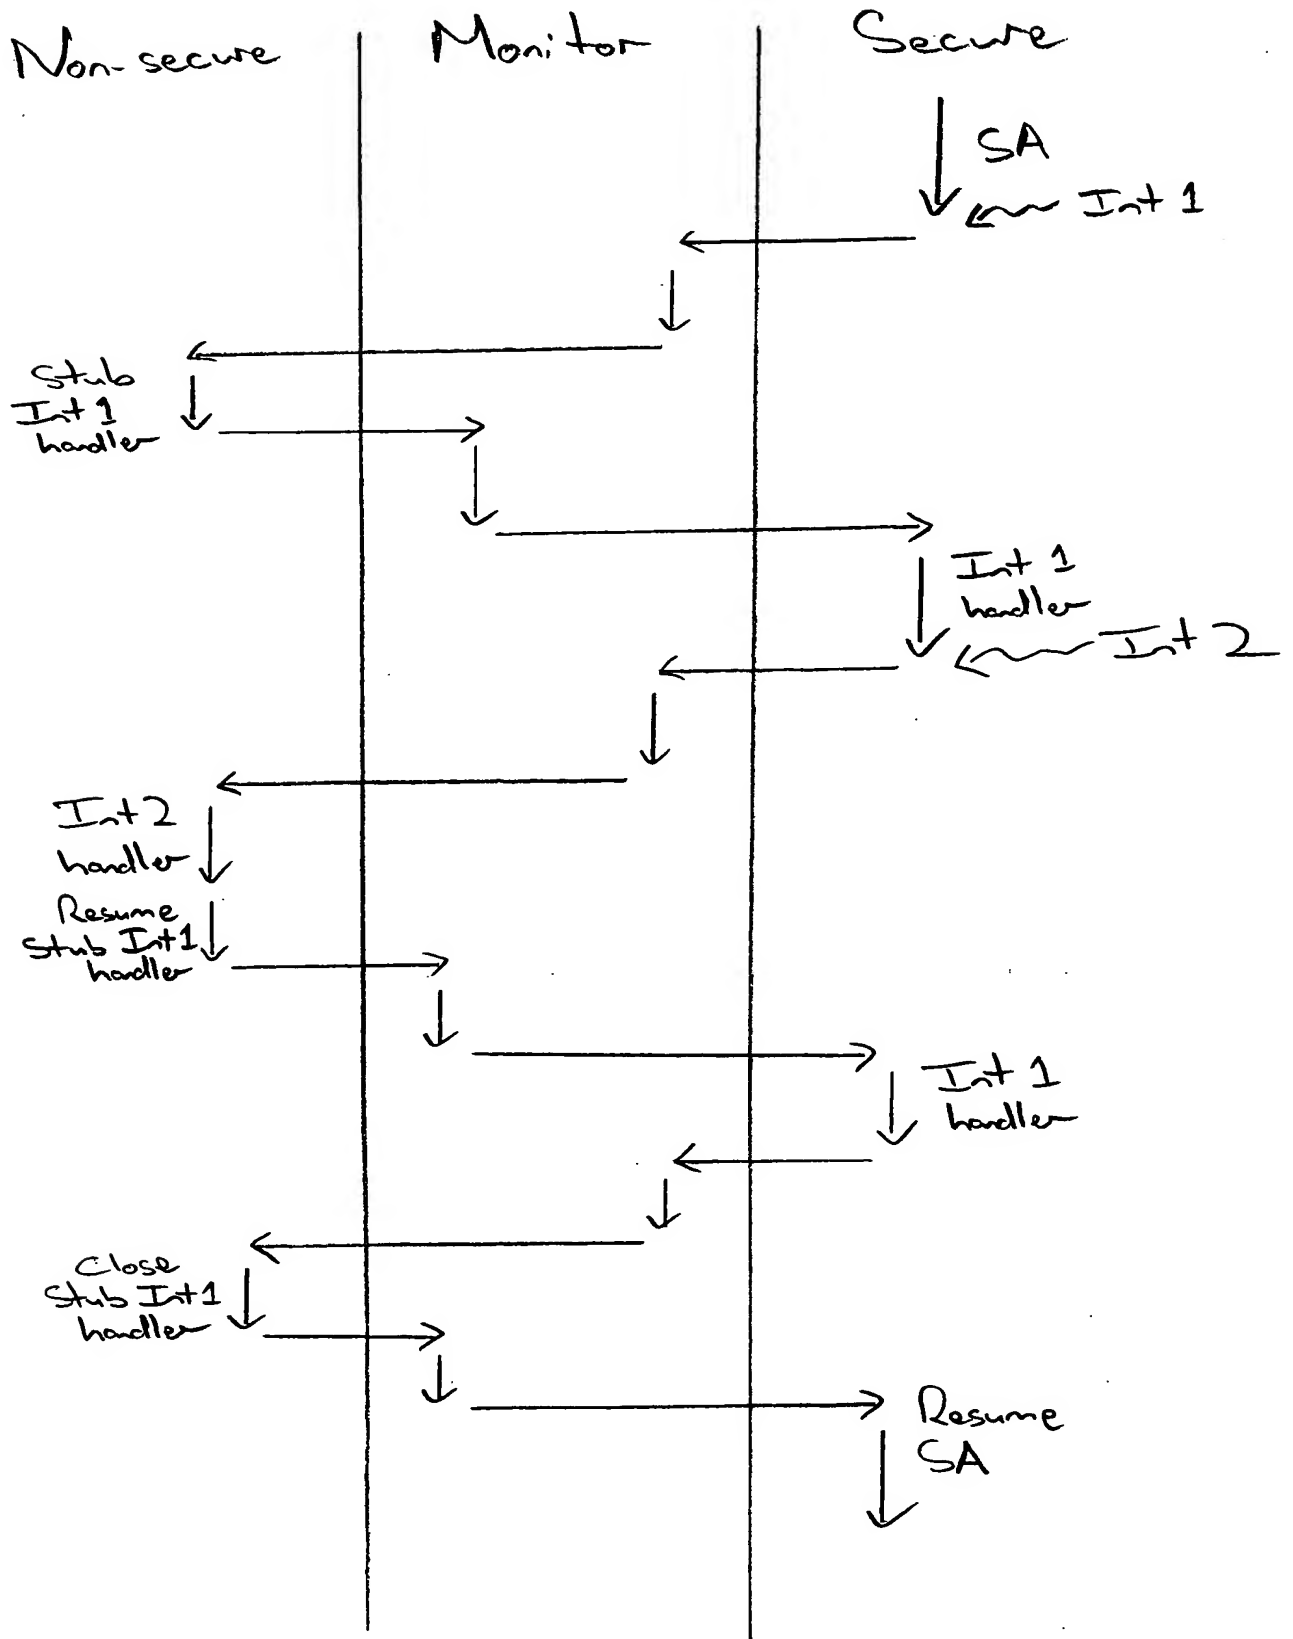 Non-secure
Monitor
Secure
SA
Int 1
Stub
Int 1
handler
Int 1
handler
Int 2
Int 2
handler
Resume
Stub Int 1
handler
Int 1
handler
Close
Stub Int 1
handler
Resume
SA